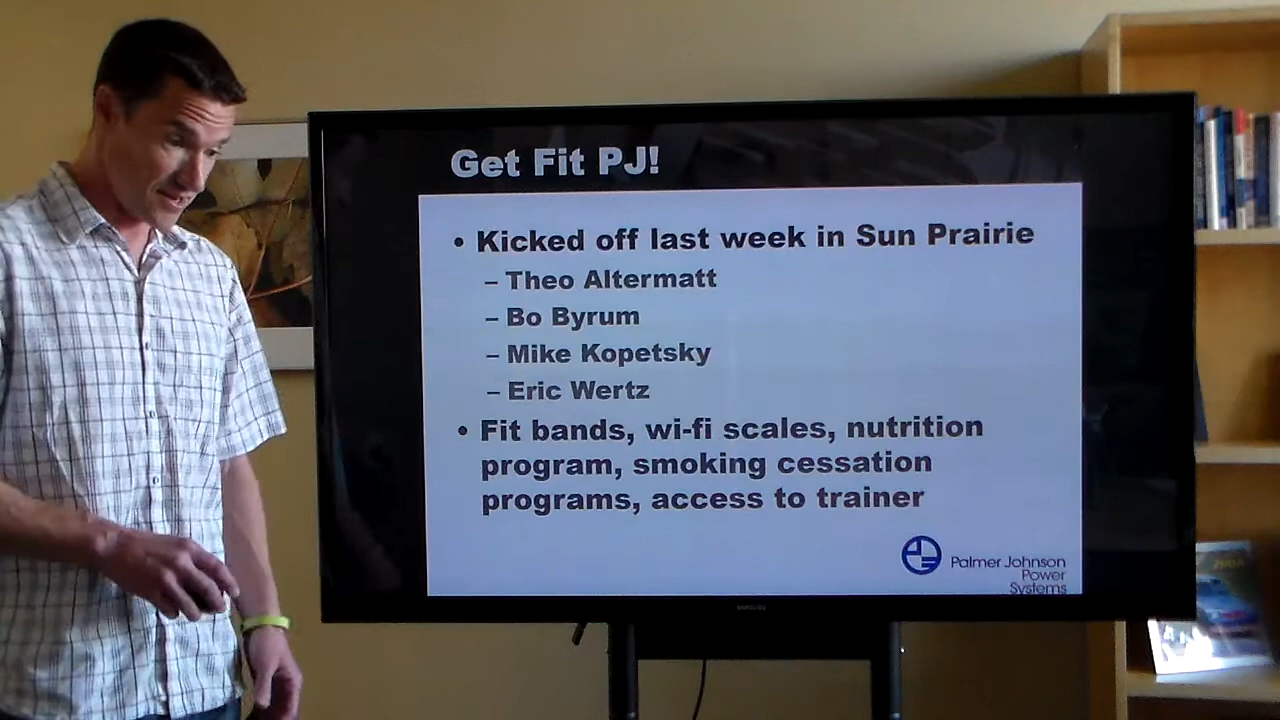 Get Fit PJ!
• Kicked off last week in Sun Prairie
– Theo Altermatt
– Bo Byrum
– Mike Kopetsky
– Eric Wertz
• Fit bands, wi-fi scales, nutrition
program, smoking cessation
programs, access to trainer
Palmer Johnson
Power
Systems
SAMSUNG